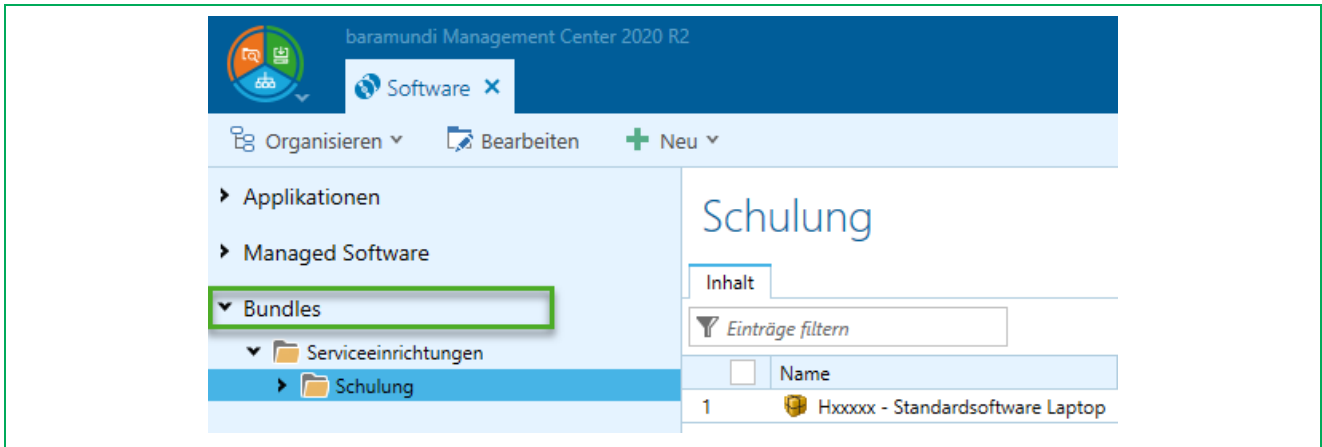 baramundi Management Center 2020 R2
Software
Organisieren Bearbeiten Neu
Applikationen
Managed Software
Bundles
Serviceeinrichtungen
Schulung
Schulung
Inhalt
Einträge filtern
Name
1 Hxxxxx - Standardsoftware Laptop